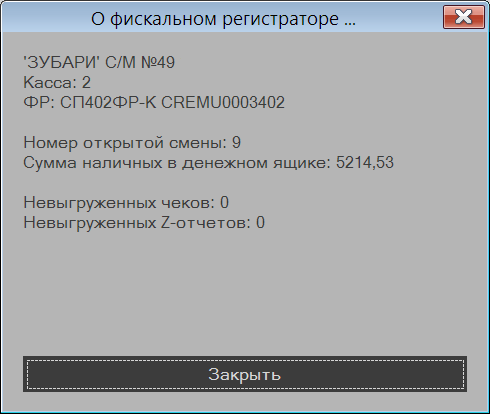 О фискальном регистраторе ...
'ЗУБАРИ' С/М №49
Касса: 2
ФР: СП402ФР-К CREMU0003402
Номер открытой смены: 9
Сумма наличных в денежном ящике: 5214,53
Невыгруженных чеков: 0
Невыгруженных Z-отчетов: 0
Закрыть